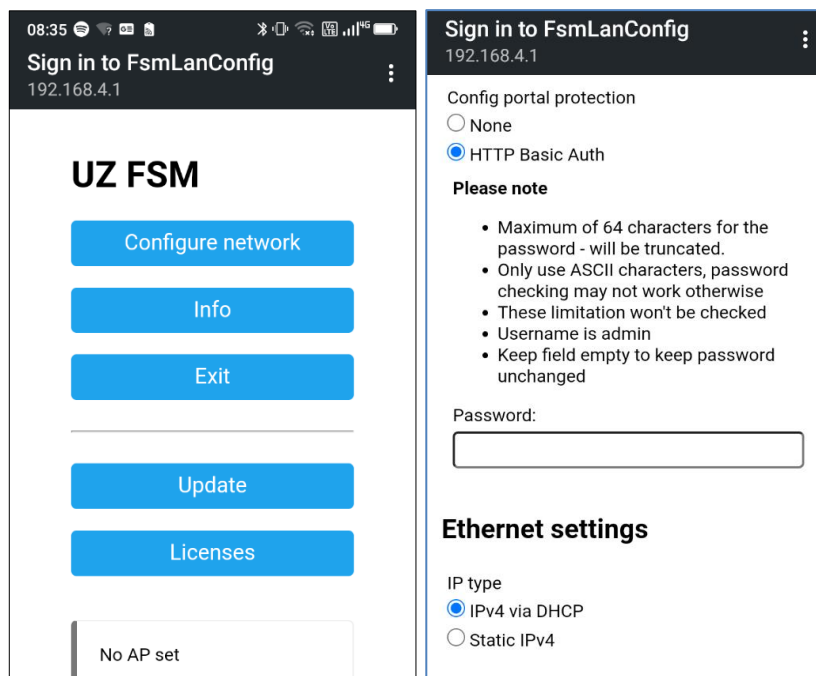 08:35
Sign in to FsmLanConfig
192.168.4.1
UZ FSM
Configure network
Info
Exit
Update
Licenses
No AP set
Sign in to FsmLanConfig
192.168.4.1
Config portal protection
None
HTTP Basic Auth
Please note
• Maximum of 64 characters for the
password - will be truncated.
• Only use ASCII characters, password
checking may not work otherwise
• These limitation won't be checked
• Username is admin
• Keep field empty to keep password
unchanged
Password:
Ethernet settings
IP type
IPv4 via DHCP
Static IPv4